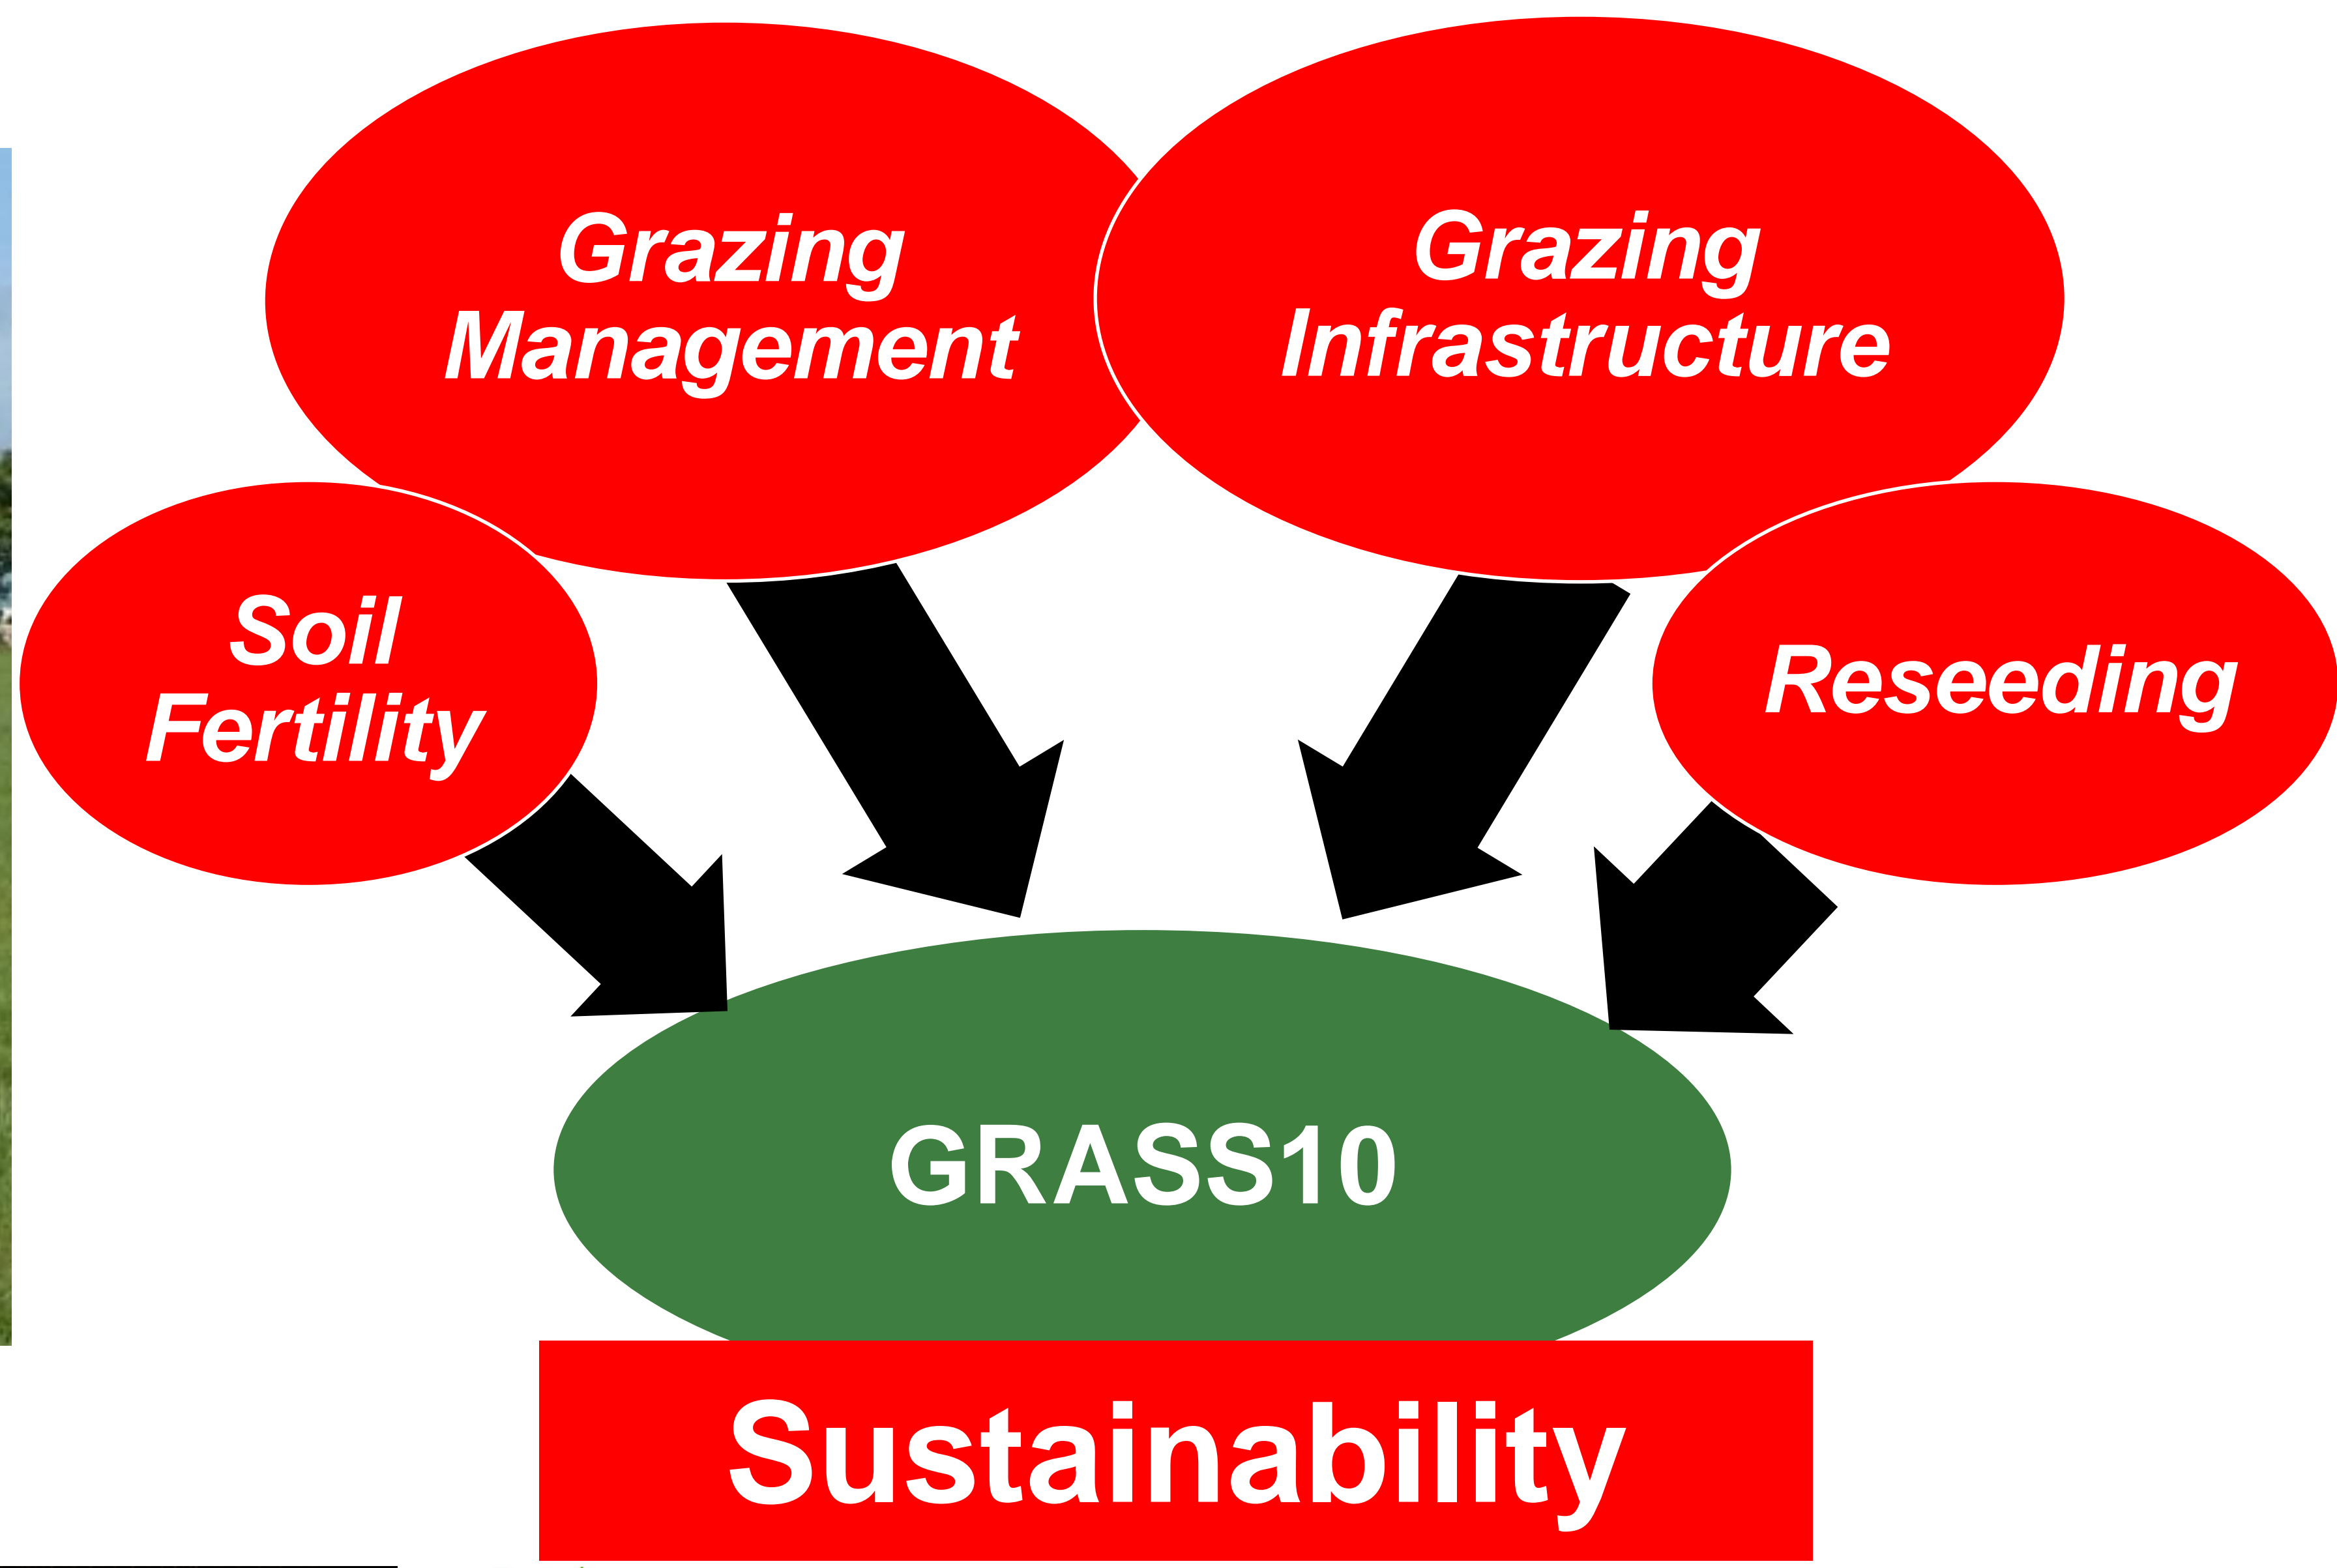 Grazing
Management
Grazing
Infrastructure
Soil
Fertility
Reseeding
GRASS10
Sustainability